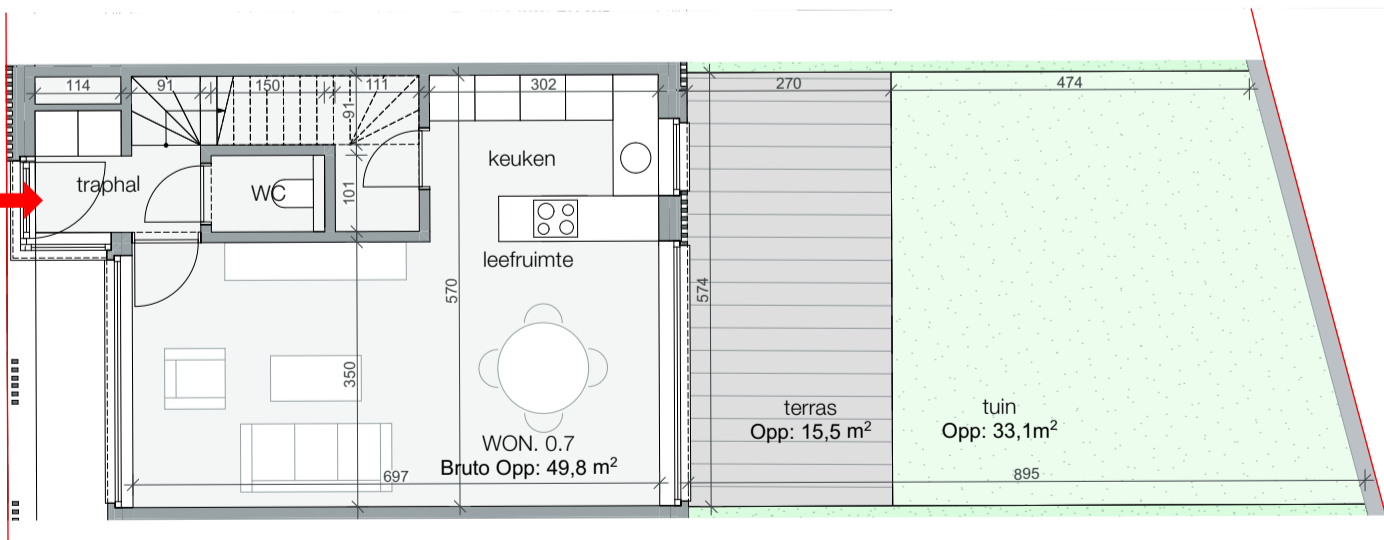 114
91
150
111
302
270
474
91
keuken
traphal
WC
101
leefruimte
570
574
350
terras
Opp: 15,5 m²
tuin
Opp: 33,1m²
WON. 0.7
Bruto Opp: 49,8 m²
697
895